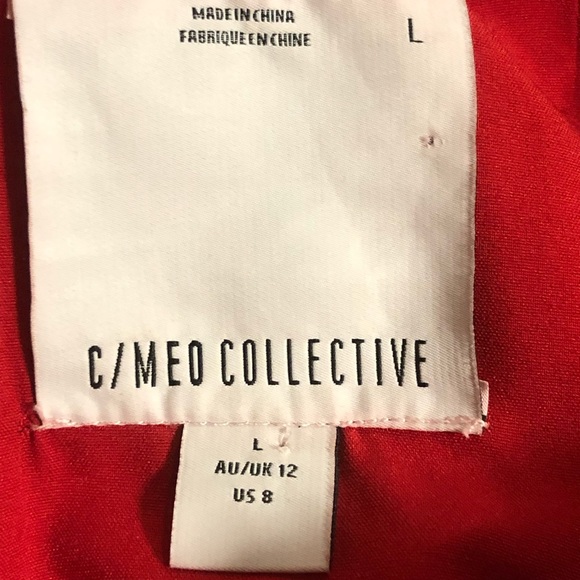 MADE IN CHINA
FABRIQUE EN CHINE
L
C/MEO COLLECTIVE
L
AU/UK 12
US 8